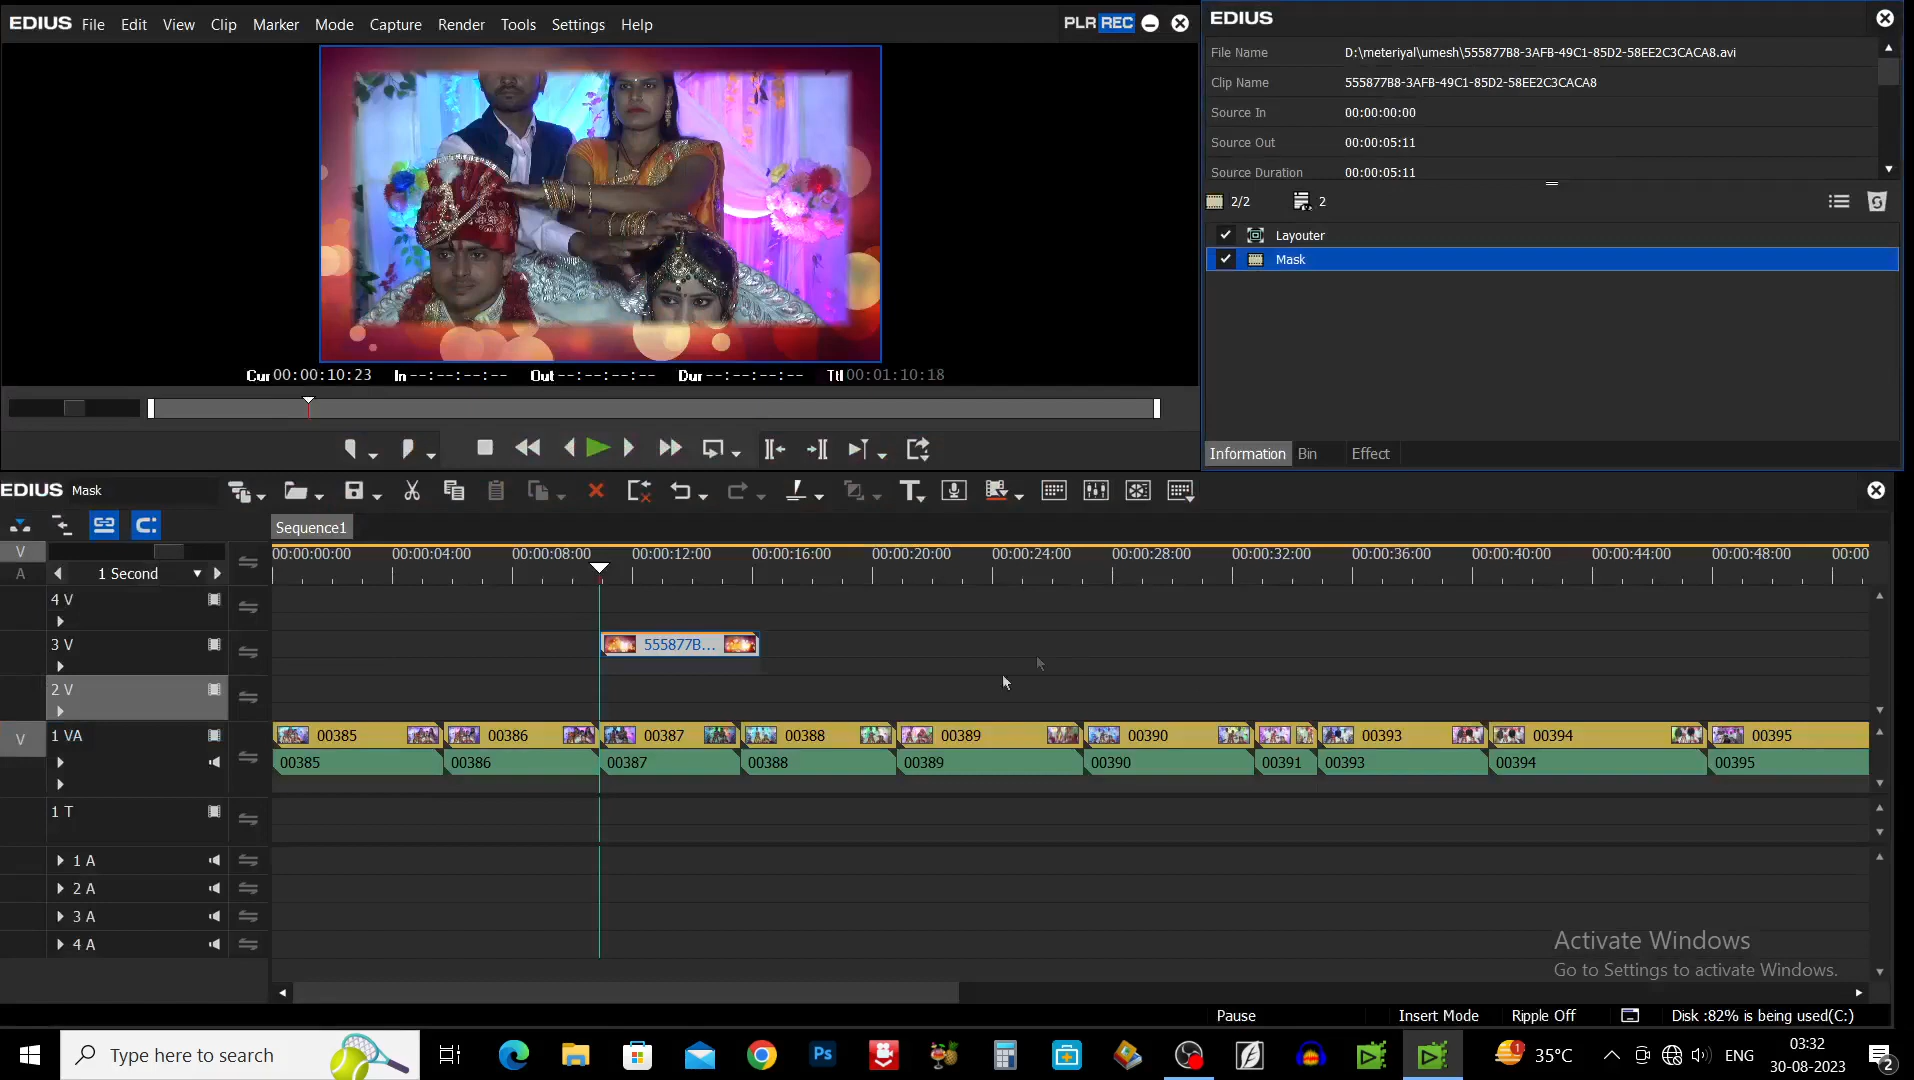 EDIUS File Edit View Clip Marker Mode Capture Render Tools Settings Help PLR REC
Cur 00:00:10:23 In --:--:--:-- Out --:--:--:-- Dur --:--:--:-- Ttl 00:01:10:18
EDIUS
File Name D:\meteriyal\umesh\555877B8-3AFB-49C1-85D2-58EE2C3CACA8.avi
Clip Name 555877B8-3AFB-49C1-85D2-58EE2C3CACA8
Source In 00:00:00:00
Source Out 00:00:05:11
Source Duration 00:00:05:11
2/2 2
Layouter
Mask
Information Bin Effect
EDIUS Mask
Sequence1
V 00:00:00:00 00:00:04:00 00:00:08:00 00:00:12:00 00:00:16:00 00:00:20:00 00:00:24:00 00:00:28:00 00:00:32:00 00:00:36:00 00:00:40:00 00:00:44:00 00:00:48:00 00:00
A 1 Second
4 V
3 V 555877B...
2 V
V 1 VA 00385 00386 00387 00388 00389 00390 00393 00394 00395
00385 00386 00387 00388 00389 00390 00391 00393 00394 00395
1 T
1 A
2 A
3 A
4 A
Activate Windows
Go to Settings to activate Windows.
Pause Insert Mode Ripple Off Disk :82% is being used(C:)
Type here to search Ps 1 35°C ENG 03:32
30-08-2023 2